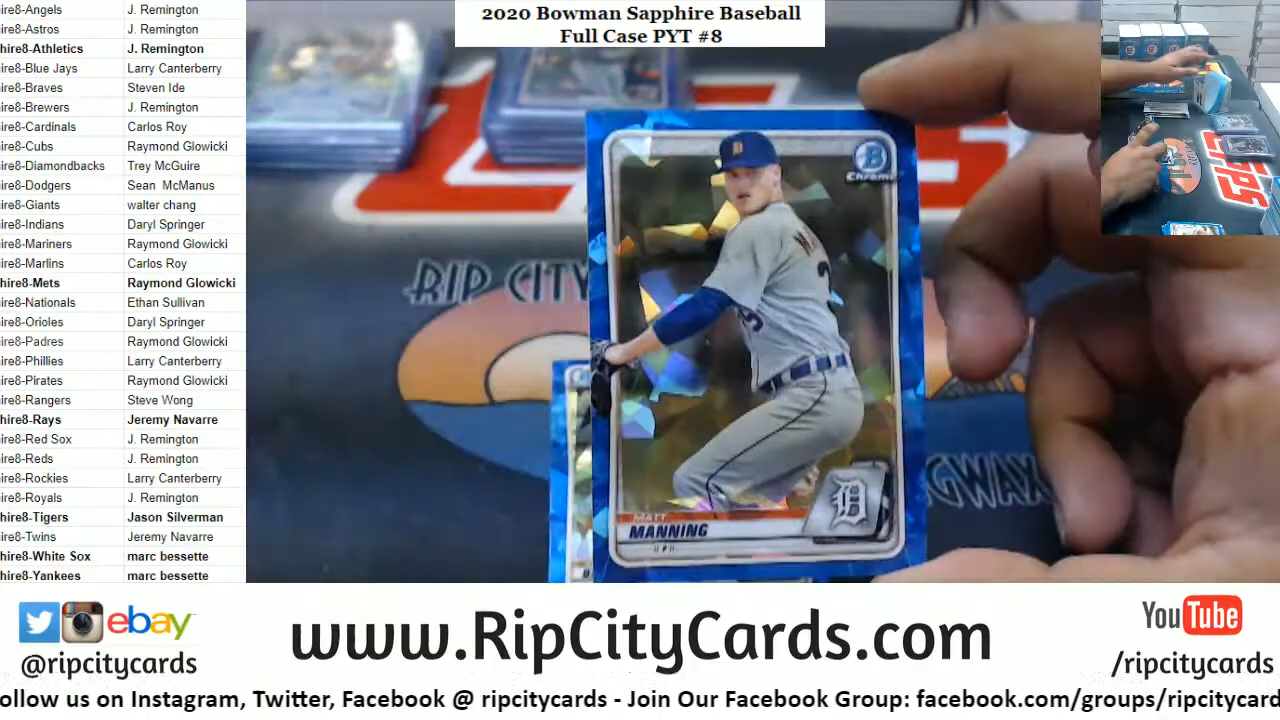 2020 Bowman Sapphire Baseball
Full Case PYT #8
ire8-Angels J. Remington
ire8-Astros J. Remington
hire8-Athletics J. Remington
ire8-Blue Jays Larry Canterberry
ire8-Braves Steven Ide
ire8-Brewers J. Remington
ire8-Cardinals Carlos Roy
ire8-Cubs Raymond Glowicki
ire8-Diamondbacks Trey McGuire
ire8-Dodgers Sean McManus
ire8-Giants walter chang
ire8-Indians Daryl Springer
ire8-Mariners Raymond Glowicki
ire8-Marlins Carlos Roy
hire8-Mets Raymond Glowicki
ire8-Nationals Ethan Sullivan
ire8-Orioles Daryl Springer
ire8-Padres Raymond Glowicki
ire8-Phillies Larry Canterberry
ire8-Pirates Raymond Glowicki
ire8-Rangers Steve Wong
hire8-Rays Jeremy Navarre
ire8-Red Sox J. Remington
ire8-Reds J. Remington
ire8-Rockies Larry Canterberry
ire8-Royals J. Remington
hire8-Tigers Jason Silverman
ire8-Twins Jeremy Navarre
hire8-White Sox marc bessette
hire8-Yankees marc bessette
B
Chrome
RIP CITY
GWAX
D
MATT
MANNING
RHP
ebay
@ripcitycards
www.RipCityCards.com
YouTube
/ripcitycards
ollow us on Instagram, Twitter, Facebook @ ripcitycards - Join Our Facebook Group: facebook.com/groups/ripcitycard